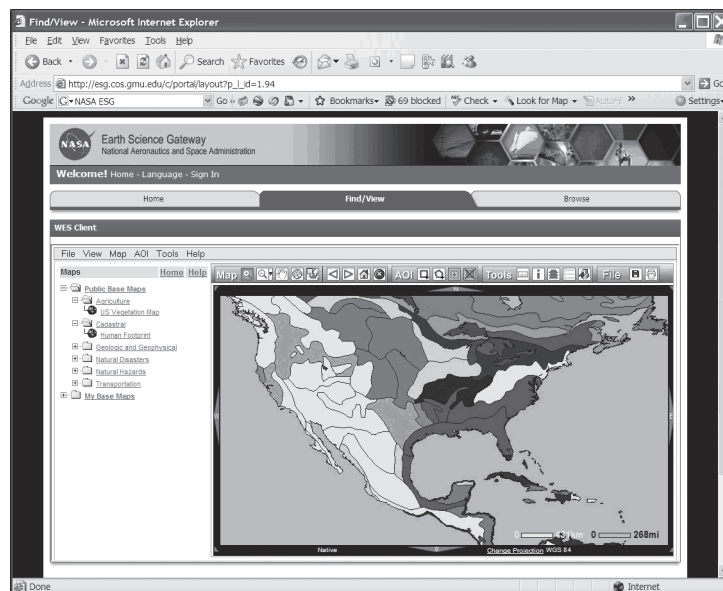 Find/View - Microsoft Internet Explorer
File Edit View Favorites Tools Help
Back Search Favorites
Address http://esg.cos.gmu.edu/c/portal/layout?p_l_id=1.94 Go
Google G NASA ESG Go Bookmarks 69 blocked Check Look for Map AutoFill >> Settings
NASA
Earth Science Gateway
National Aeronautics and Space Administration
Welcome! Home - Language - Sign In
Home Find/View Browse
WES Client
File View Map AOI Tools Help
Maps Home Help Map AOI Tools File
Public Base Maps
Agriculture
US Vegetation Map
Cadastral
Human Footprint
Geologic and Geophysical
Natural Disasters
Natural Hazards
Transportation
My Base Maps
N
W E
0 431km 0 268mi
Native S Change Projection WGS 84
Done Internet